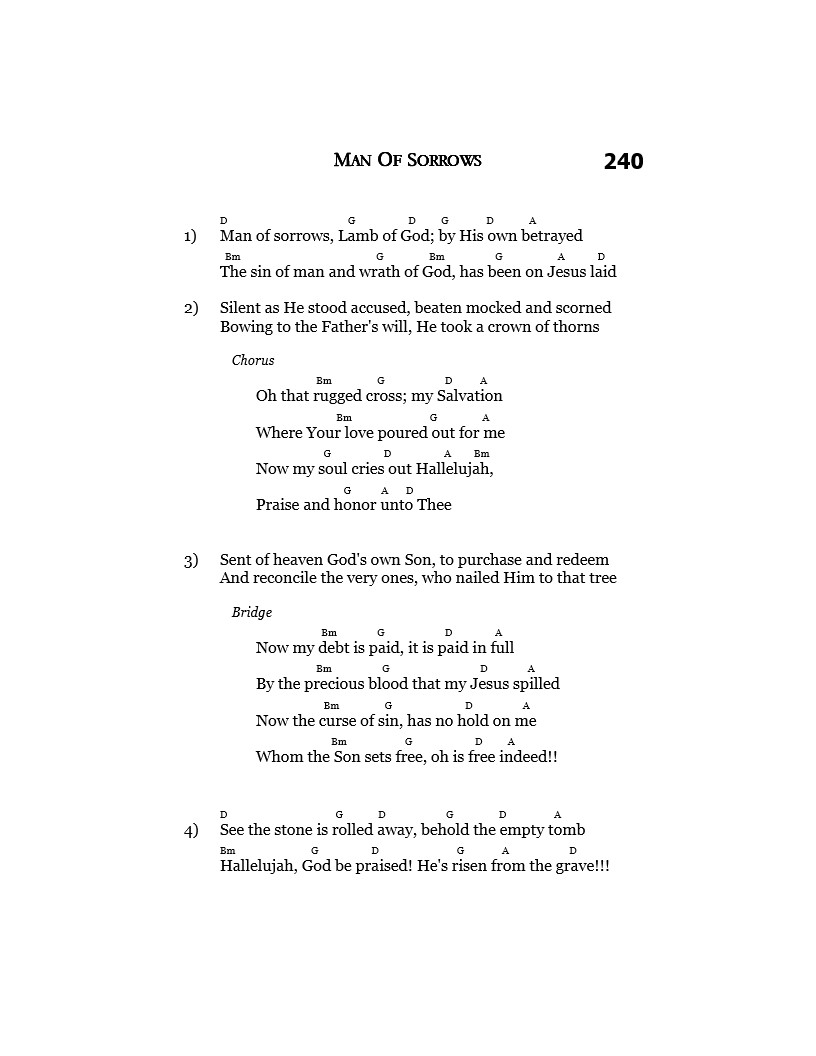 MAN OF SORROWS 240
D G D G D A
1) Man of sorrows, Lamb of God; by His own betrayed
Bm G Bm G A D
The sin of man and wrath of God, has been on Jesus laid
2) Silent as He stood accused, beaten mocked and scorned
Bowing to the Father's will, He took a crown of thorns
Chorus
Bm G D A
Oh that rugged cross; my Salvation
Bm G A
Where Your love poured out for me
G D A Bm
Now my soul cries out Hallelujah,
G A D
Praise and honor unto Thee
3) Sent of heaven God's own Son, to purchase and redeem
And reconcile the very ones, who nailed Him to that tree
Bridge
Bm G D A
Now my debt is paid, it is paid in full
Bm G D A
By the precious blood that my Jesus spilled
Bm G D A
Now the curse of sin, has no hold on me
Bm G D A
Whom the Son sets free, oh is free indeed!!
D G D G D A
4) See the stone is rolled away, behold the empty tomb
Bm G D G A D
Hallelujah, God be praised! He's risen from the grave!!!